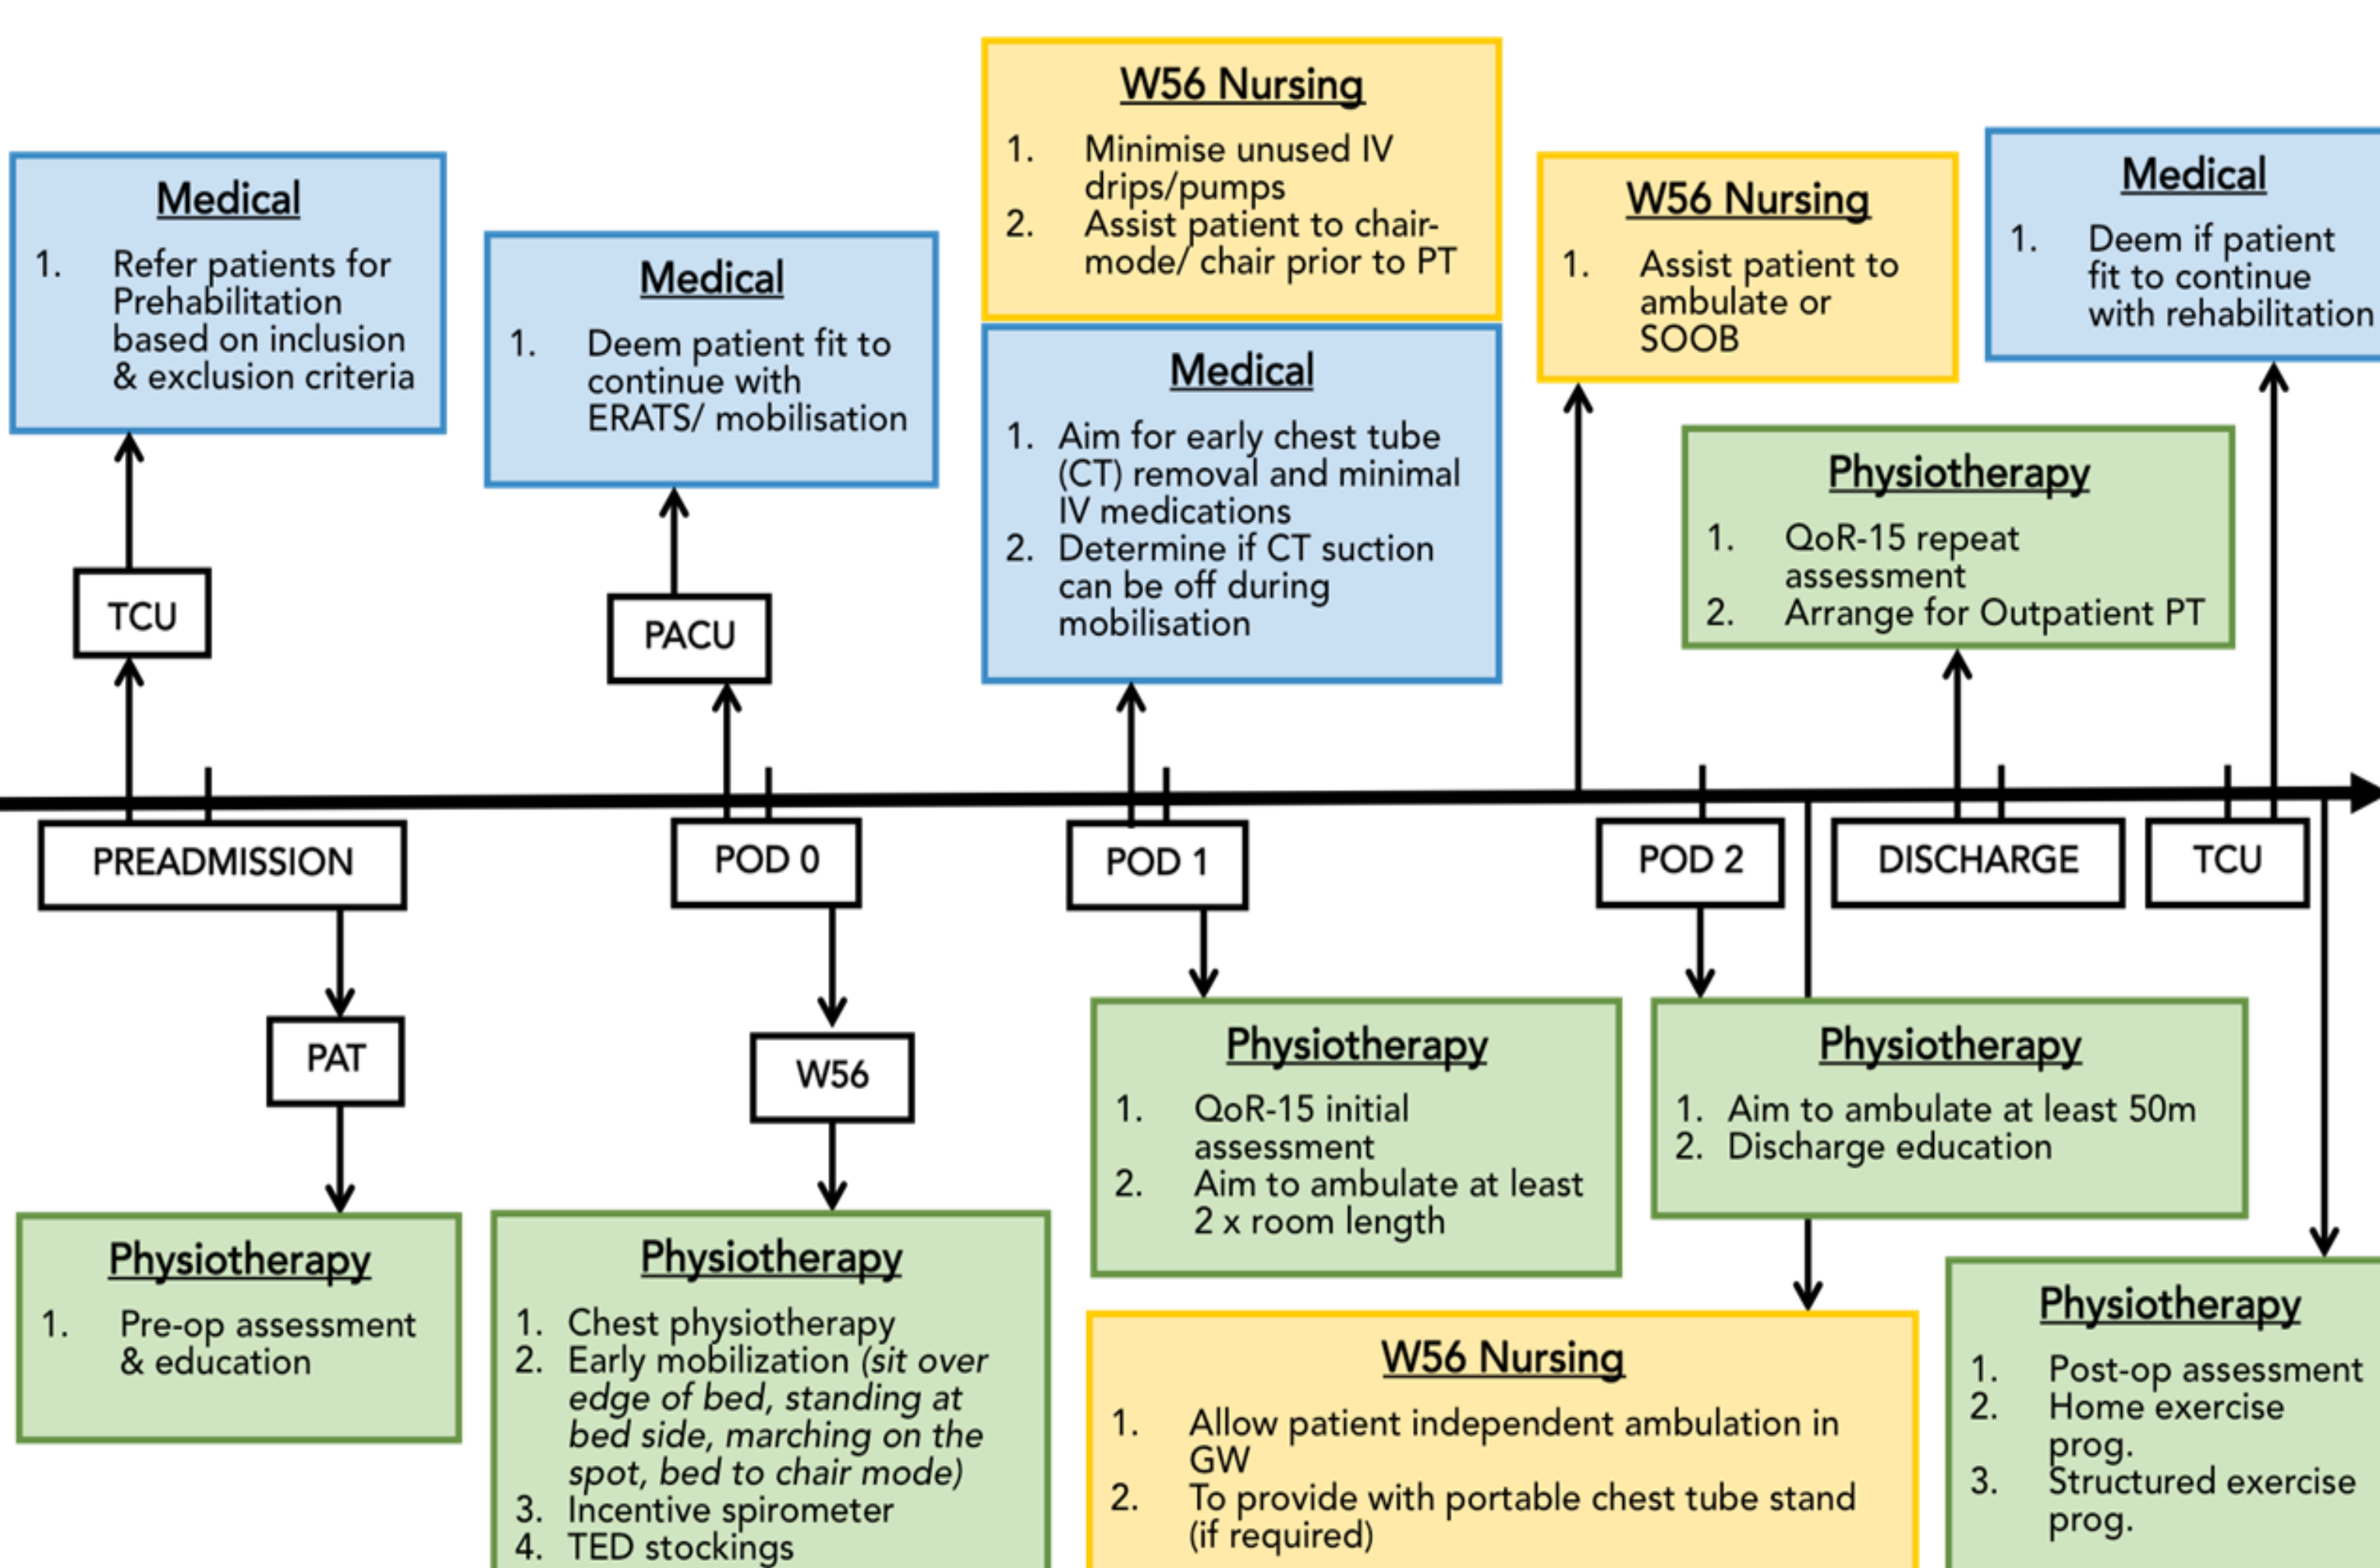 W56 Nursing
1. Minimise unused IV
drips/pumps
2. Assist patient to chair-
mode/ chair prior to PT
Medical
1. Refer patients for
Prehabilitation
based on inclusion
& exclusion criteria
Medical
1. Deem patient fit to
continue with
ERATS/ mobilisation
Medical
1. Aim for early chest tube
(CT) removal and minimal
IV medications
2. Determine if CT suction
can be off during
mobilisation
W56 Nursing
1. Assist patient to
ambulate or
SOOB
Medical
1. Deem if patient
fit to continue
with rehabilitation
Physiotherapy
1. QoR-15 repeat
assessment
2. Arrange for Outpatient PT
TCU
PACU
PREADMISSION
POD 0
POD 1
POD 2
DISCHARGE
TCU
PAT
W56
Physiotherapy
1. Pre-op assessment
& education
Physiotherapy
1. Chest physiotherapy
2. Early mobilization (sit over
edge of bed, standing at
bed side, marching on the
spot, bed to chair mode)
3. Incentive spirometer
4. TED stockings
Physiotherapy
1. QoR-15 initial
assessment
2. Aim to ambulate at least
2 x room length
Physiotherapy
1. Aim to ambulate at least 50m
2. Discharge education
W56 Nursing
1. Allow patient independent ambulation in
GW
2. To provide with portable chest tube stand
(if required)
Physiotherapy
1. Post-op assessment
2. Home exercise
prog.
3. Structured exercise
prog.